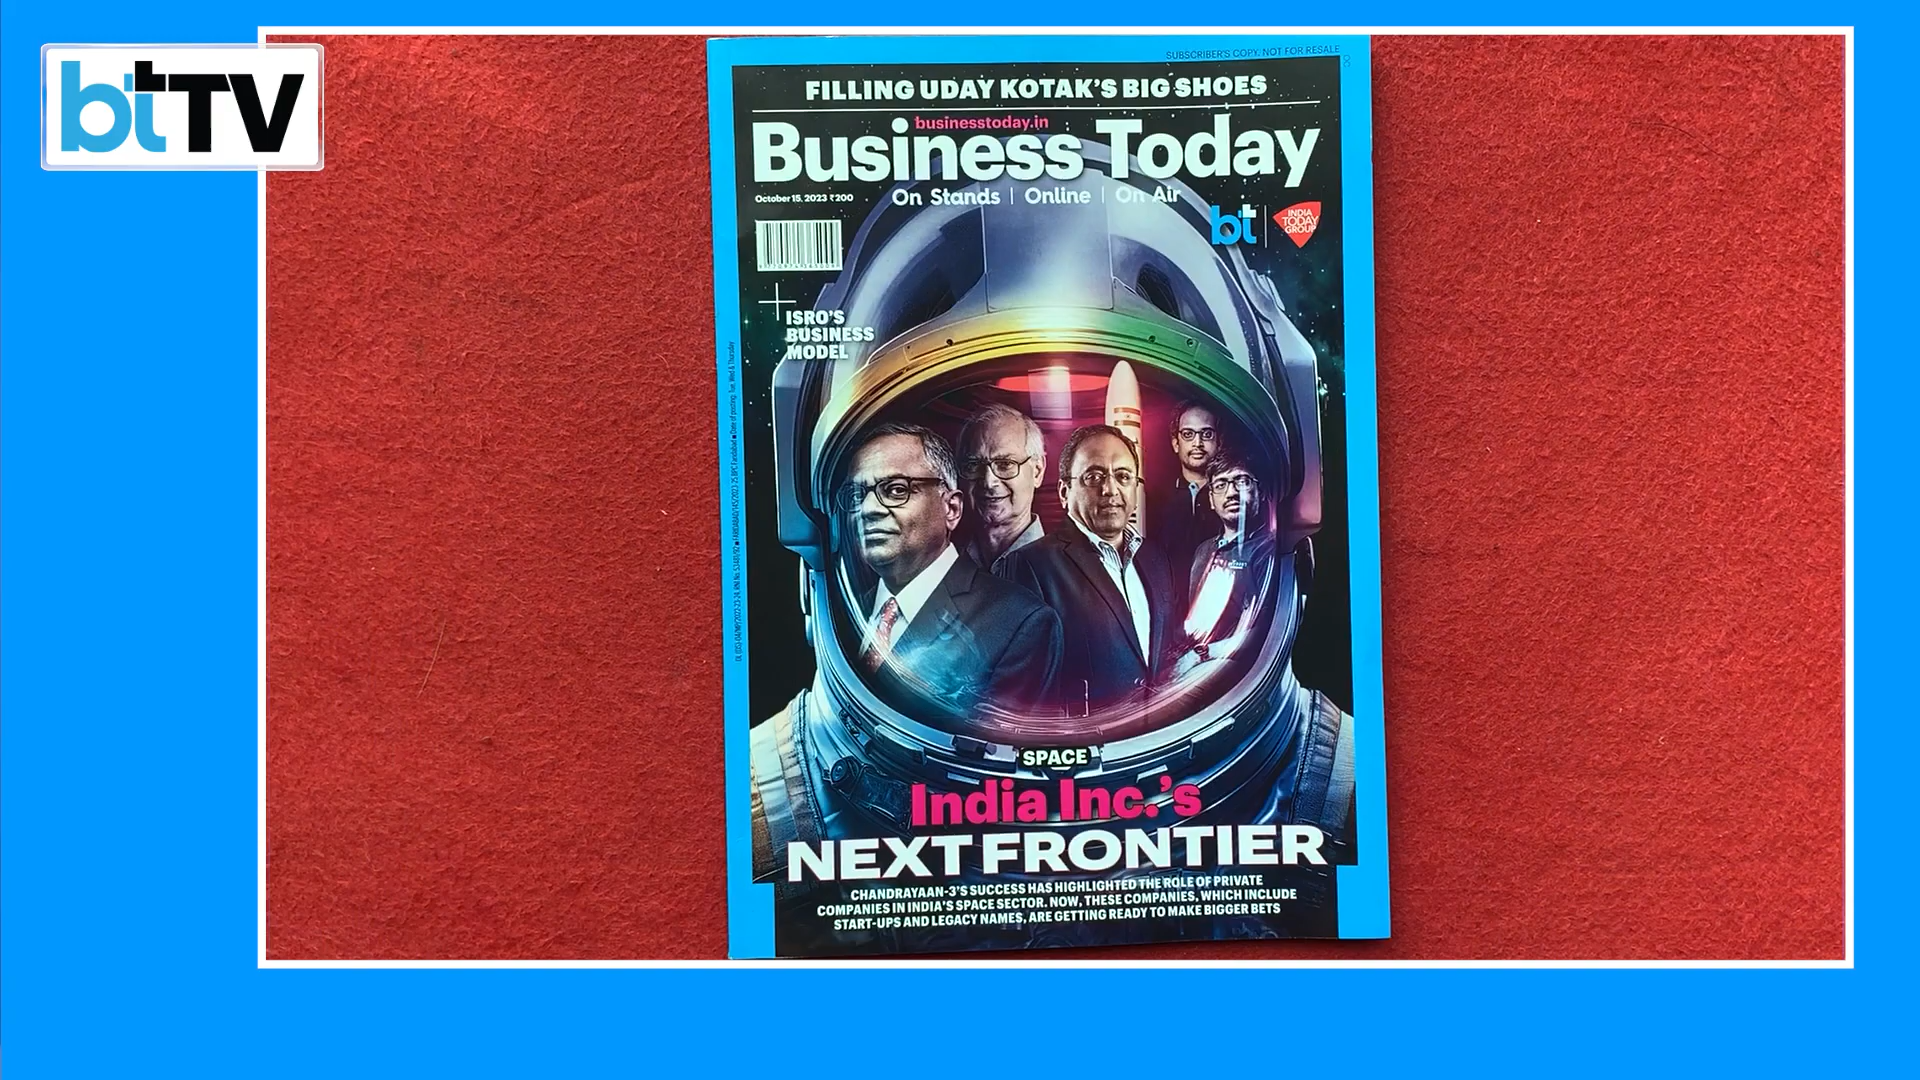 btTV
SUBSCRIBER'S COPY. NOT FOR RESALE
FILLING UDAY KOTAK'S BIG SHOES
businesstoday.in
Business Today
October 15, 2023 ₹200
On Stands | Online | On Air
bt
INDIA
TODAY
GROUP
ISRO'S
BUSINESS
MODEL
SPACE
India Inc.'s
NEXT FRONTIER
CHANDRAYAAN-3'S SUCCESS HAS HIGHLIGHTED THE ROLE OF PRIVATE
COMPANIES IN INDIA'S SPACE SECTOR. NOW, THESE COMPANIES, WHICH INCLUDE
START-UPS AND LEGACY NAMES, ARE GETTING READY TO MAKE BIGGER BETS